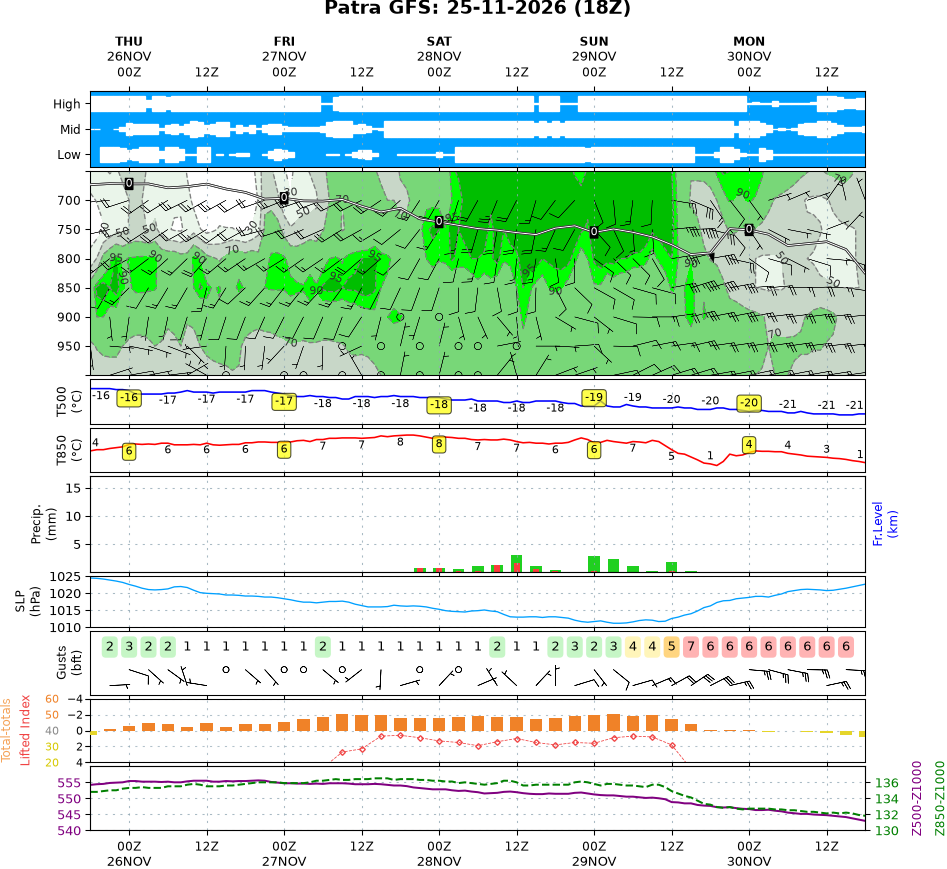 Patra GFS: 25-11-2026 (18Z)
THU FRI SAT SUN MON
26NOV 27NOV 28NOV 29NOV 30NOV
00Z 12Z 00Z 12Z 00Z 12Z 00Z 12Z 00Z 12Z
High
Mid
Low
700
750
800
850
900
950
0 0 0 0 0
T500
(°C)
-16 -16 -17 -17 -17 -17 -18 -18 -18 -18 -18 -18 -18 -19 -19 -20 -20 -20 -21 -21 -21
T850
(°C)
4 6 6 6 6 6 7 7 8 8 7 7 6 6 7 5 1 4 4 3 1
Precip.
(mm)
15
10
5
Fr.Level
(km)
SLP
(hPa)
1025
1020
1015
1010
Gusts
(bft)
2 3 2 2 1 1 1 1 1 1 1 2 1 1 1 1 1 1 1 1 2 1 1 2 3 2 3 4 4 5 7 6 6 6 6 6 6 6 6
Total-totals
Lifted Index
60 −4
50 −2
40 0
30 2
20 4
555 136
550 134
545 132
540 130
Z500-Z1000
Z850-Z1000
00Z 12Z 00Z 12Z 00Z 12Z 00Z 12Z 00Z 12Z
26NOV 27NOV 28NOV 29NOV 30NOV